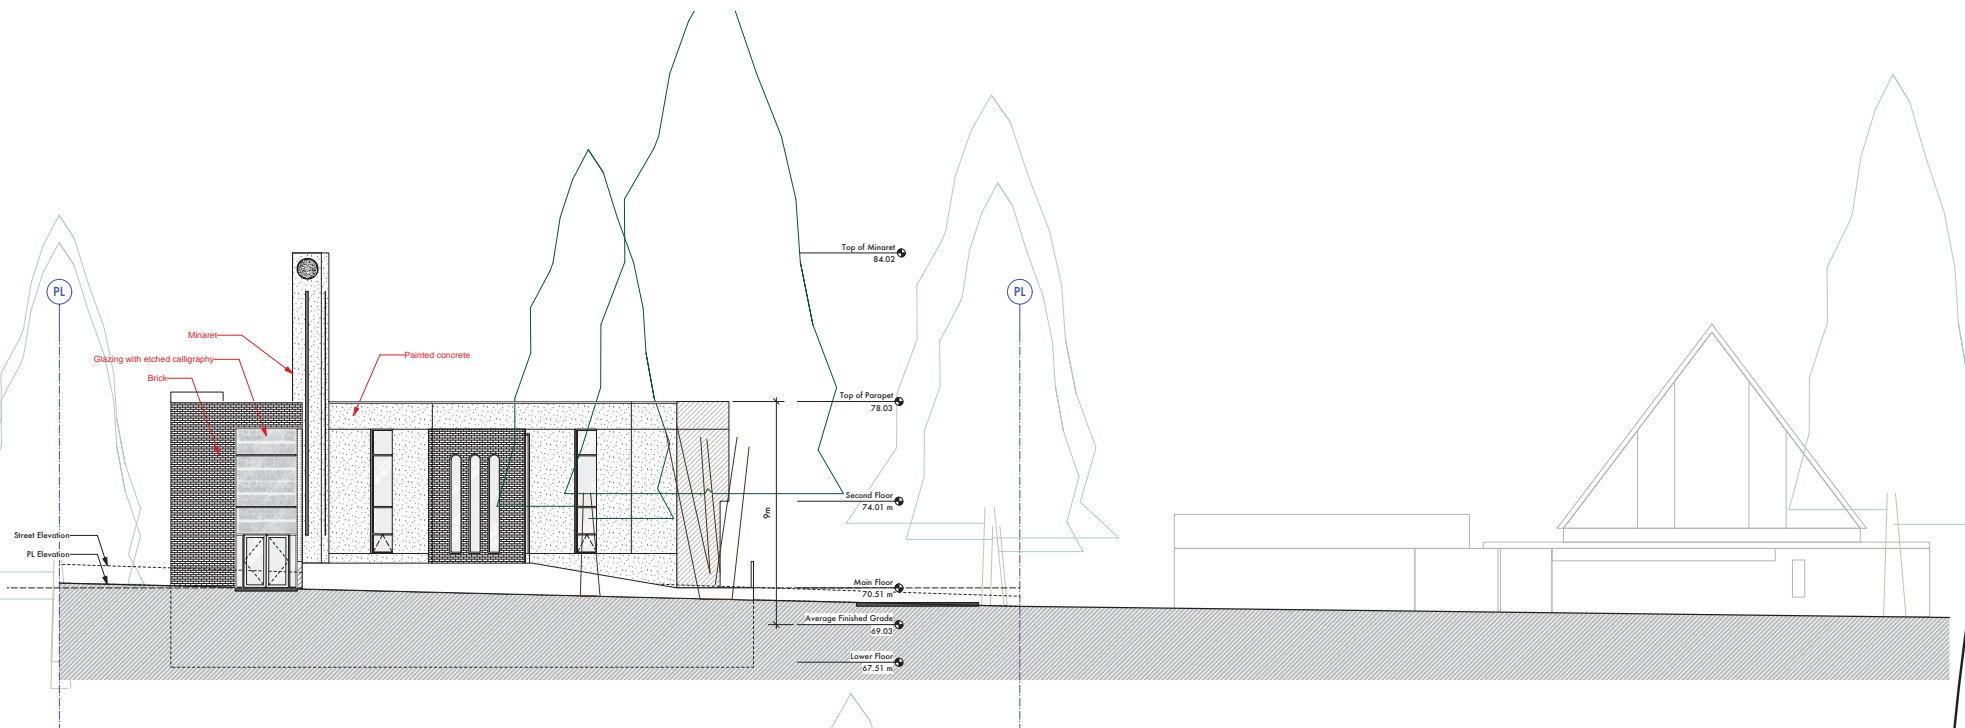 Top of Minaret
84.02
PL
PL
Minaret
Glazing with etched calligraphy
Painted concrete
Brick
Top of Parapet
78.03
Second Floor
74.01 m
9m
Street Elevation
PL Elevation
Main Floor
70.51 m
Average Finished Grade
69.03
Lower Floor
67.51 m